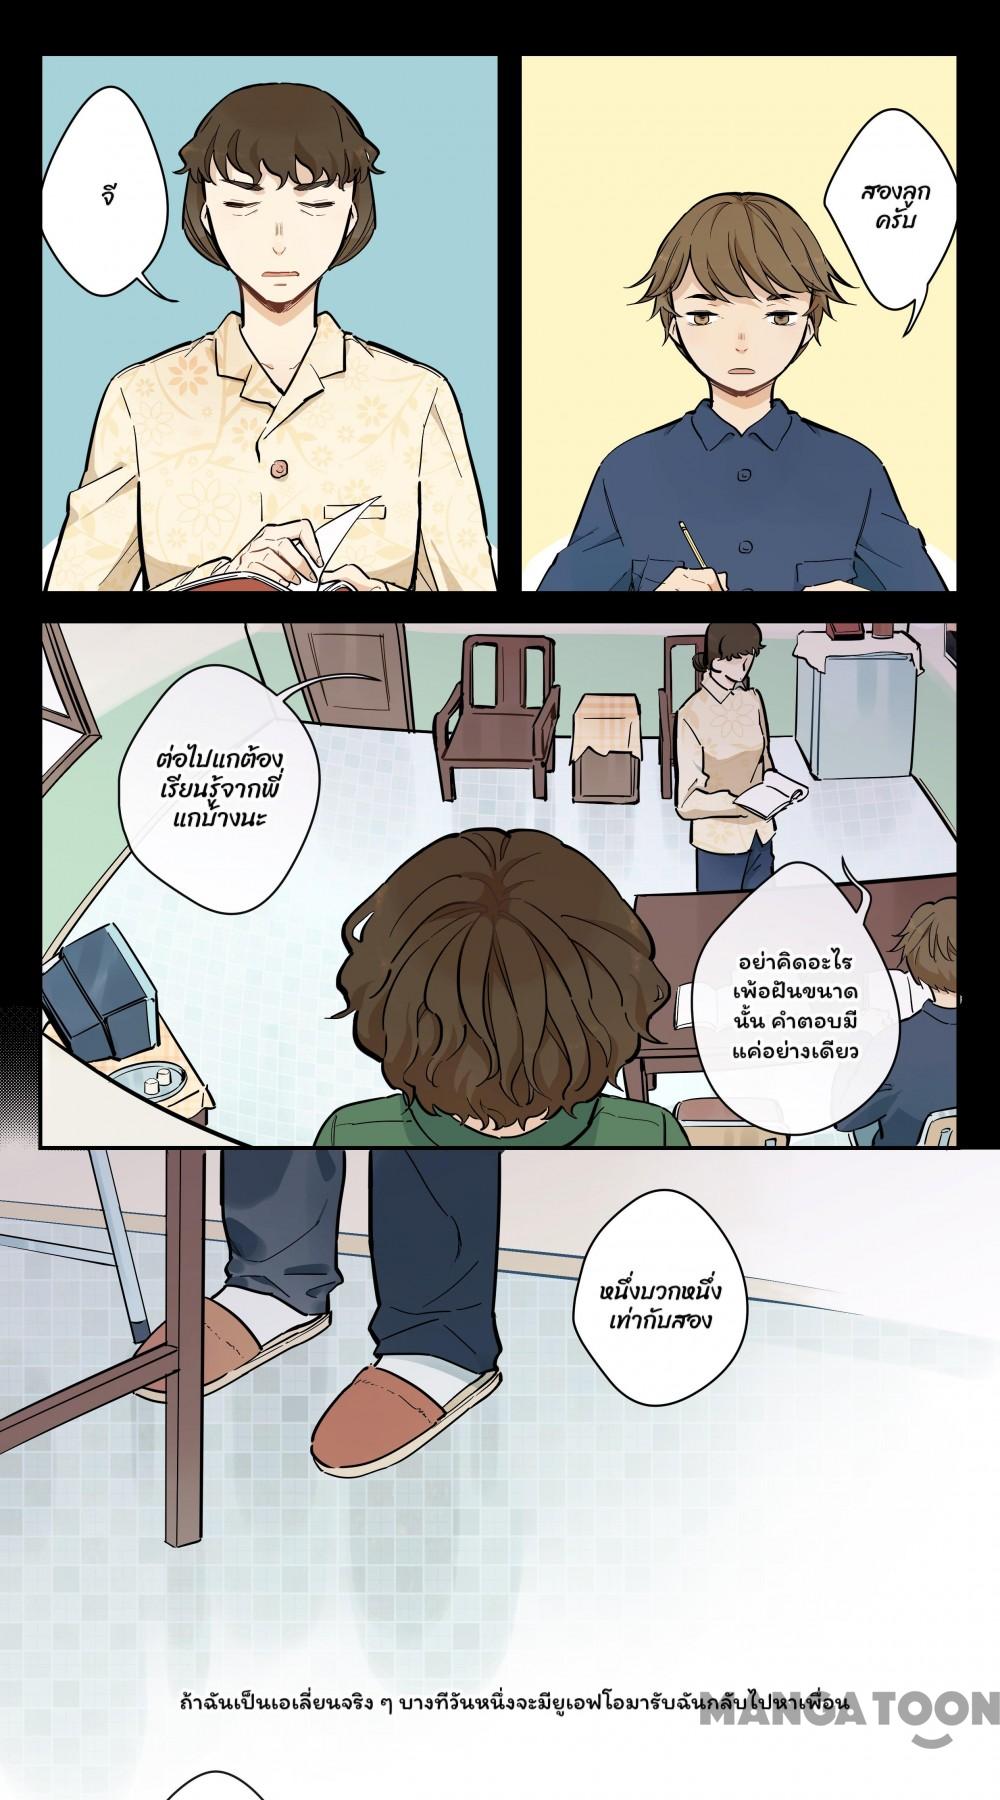 จี
สองลูก
ครับ
ต่อไปแกต้อง
เรียนรู้จากพี่
แกบ้างนะ
อย่าคิดอะไร
เพ้อฝันขนาด
นั้น คำตอบมี
แค่อย่างเดียว
หนึ่งบวกหนึ่ง
เท่ากับสอง
ถ้าฉันเป็นเอเลี่ยนจริง ๆ บางทีวันหนึ่งจะมียูเอฟโอมารับฉันกลับไปหาเพื่อน
MANGATOON